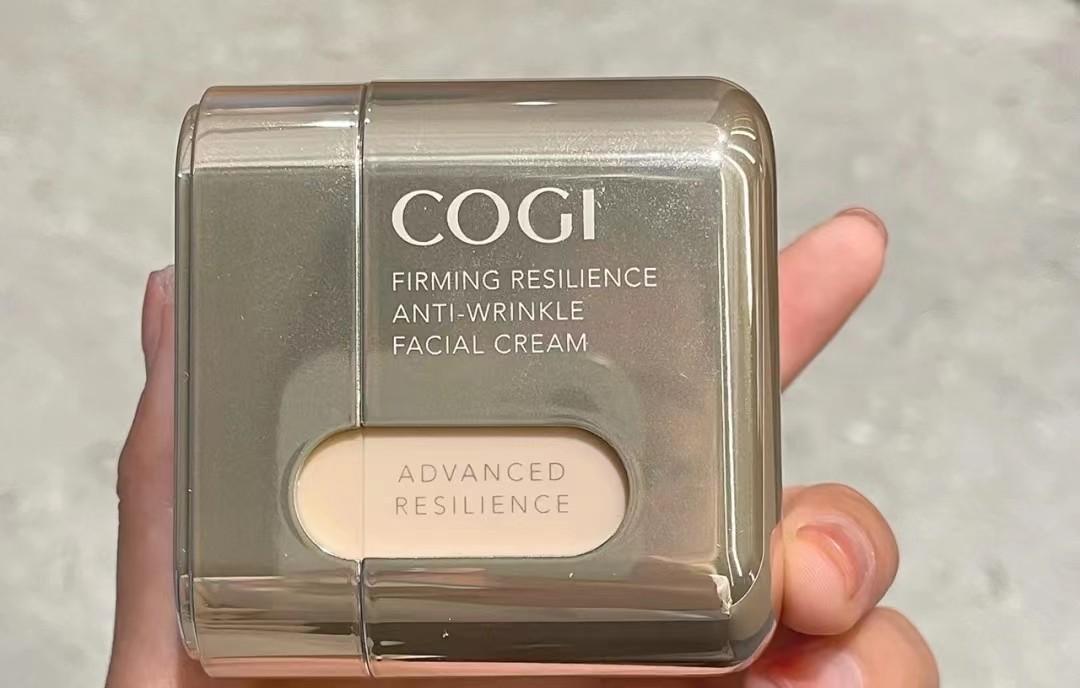 COGI
FIRMING RESILIENCE
ANTI-WRINKLE
FACIAL CREAM
ADVANCED
RESILIENCE